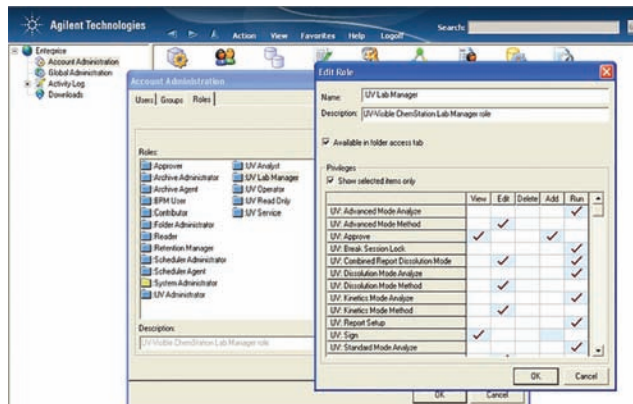 Agilent Technologies
Action View Favorites Help Logoff
Search:
Enterprise
Account Administration
Global Administration
Activity Log
Downloads
Account Administration
Users Groups Roles
Roles:
Approver
Archive Administrator
Archive Agent
BPM User
Contributor
Folder Administrator
Reader
Retention Manager
Scheduler Administrator
Scheduler Agent
System Administrator
UV Administrator
UV Analyst
UV Lab Manager
UV Operator
UV Read Only
UV Service
Description:
UV-Visible ChemStation Lab Manager role
OK Cancel
Edit Role
Name: UV Lab Manager
Description: UV-Visible ChemStation Lab Manager role
Available in folder access tab
Privileges
Show selected items only
View Edit Delete Add Run
UV: Advanced Mode Analyze
UV: Advanced Mode Method
UV: Approve
UV: Break Session Lock
UV: Combined Report Dissolution Mode
UV: Dissolution Mode Analyze
UV: Dissolution Mode Method
UV: Kinetics Mode Analyze
UV: Kinetics Mode Method
UV: Report Setup
UV: Sign
UV: Standard Mode Analyze
OK Cancel